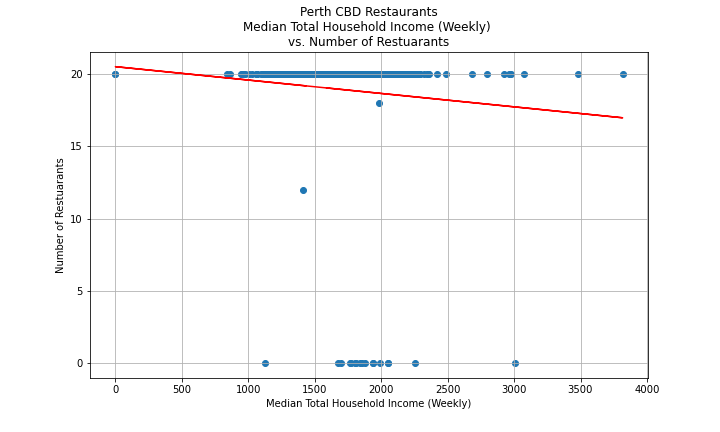 Perth CBD Restaurants
Median Total Household Income (Weekly)
vs. Number of Restuarants
Number of Restuarants
20
15
10
5
0
0 500 1000 1500 2000 2500 3000 3500 4000
Median Total Household Income (Weekly)